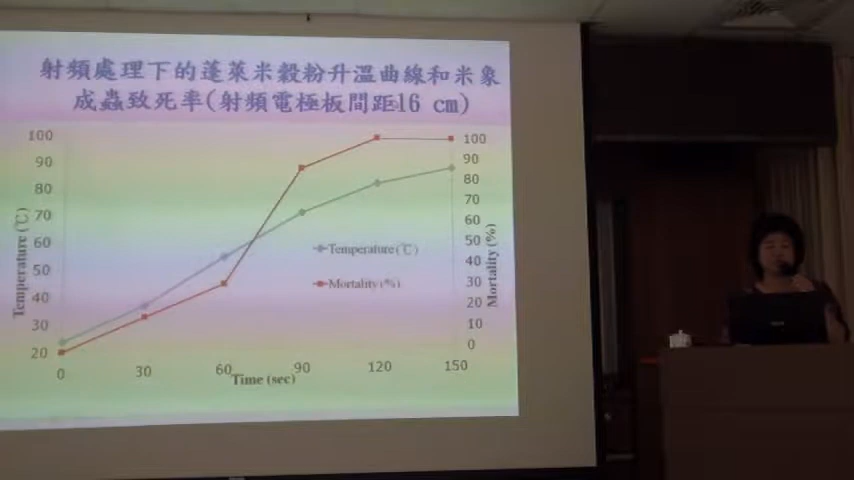 射頻處理下的蓬萊米穀粉升溫曲線和米象
成蟲致死率(射頻電極板間距16 cm)
100
90
80
70
60
50
40
30
20
Temperature(℃)
100
90
80
70
60
50
40
30
20
10
0
Mortality(%)
Temperature(℃)
Mortality(%)
0 30 60 90 120 150
Time (sec)